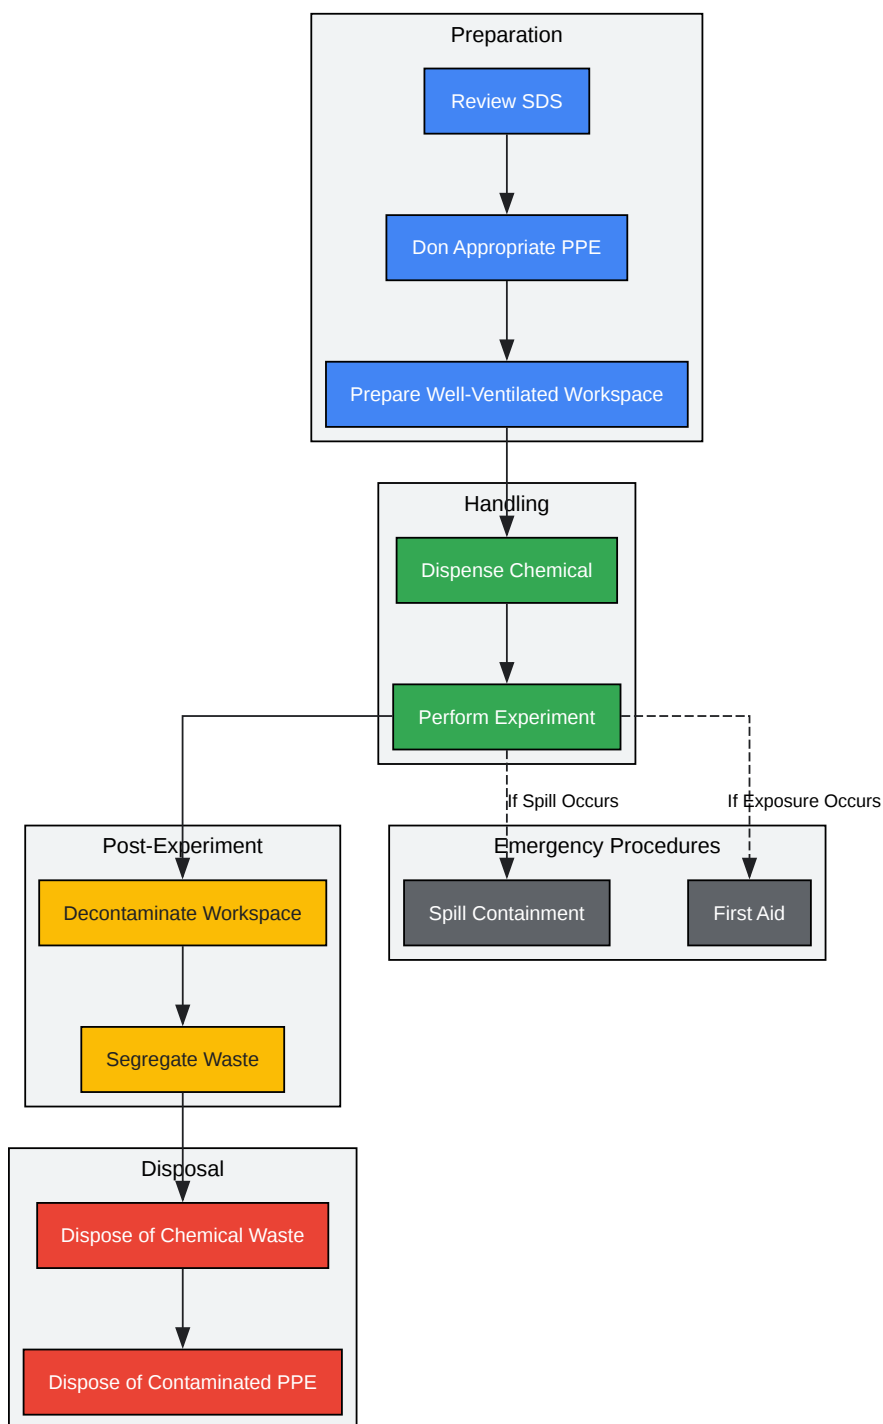 Preparation
Review SDS
Don Appropriate PPE
Prepare Well-Ventilated Workspace
Handling
Dispense Chemical
Perform Experiment
If Spill Occurs
If Exposure Occurs
Post-Experiment
Emergency Procedures
Decontaminate Workspace
Spill Containment
First Aid
Segregate Waste
Disposal
Dispose of Chemical Waste
Dispose of Contaminated PPE